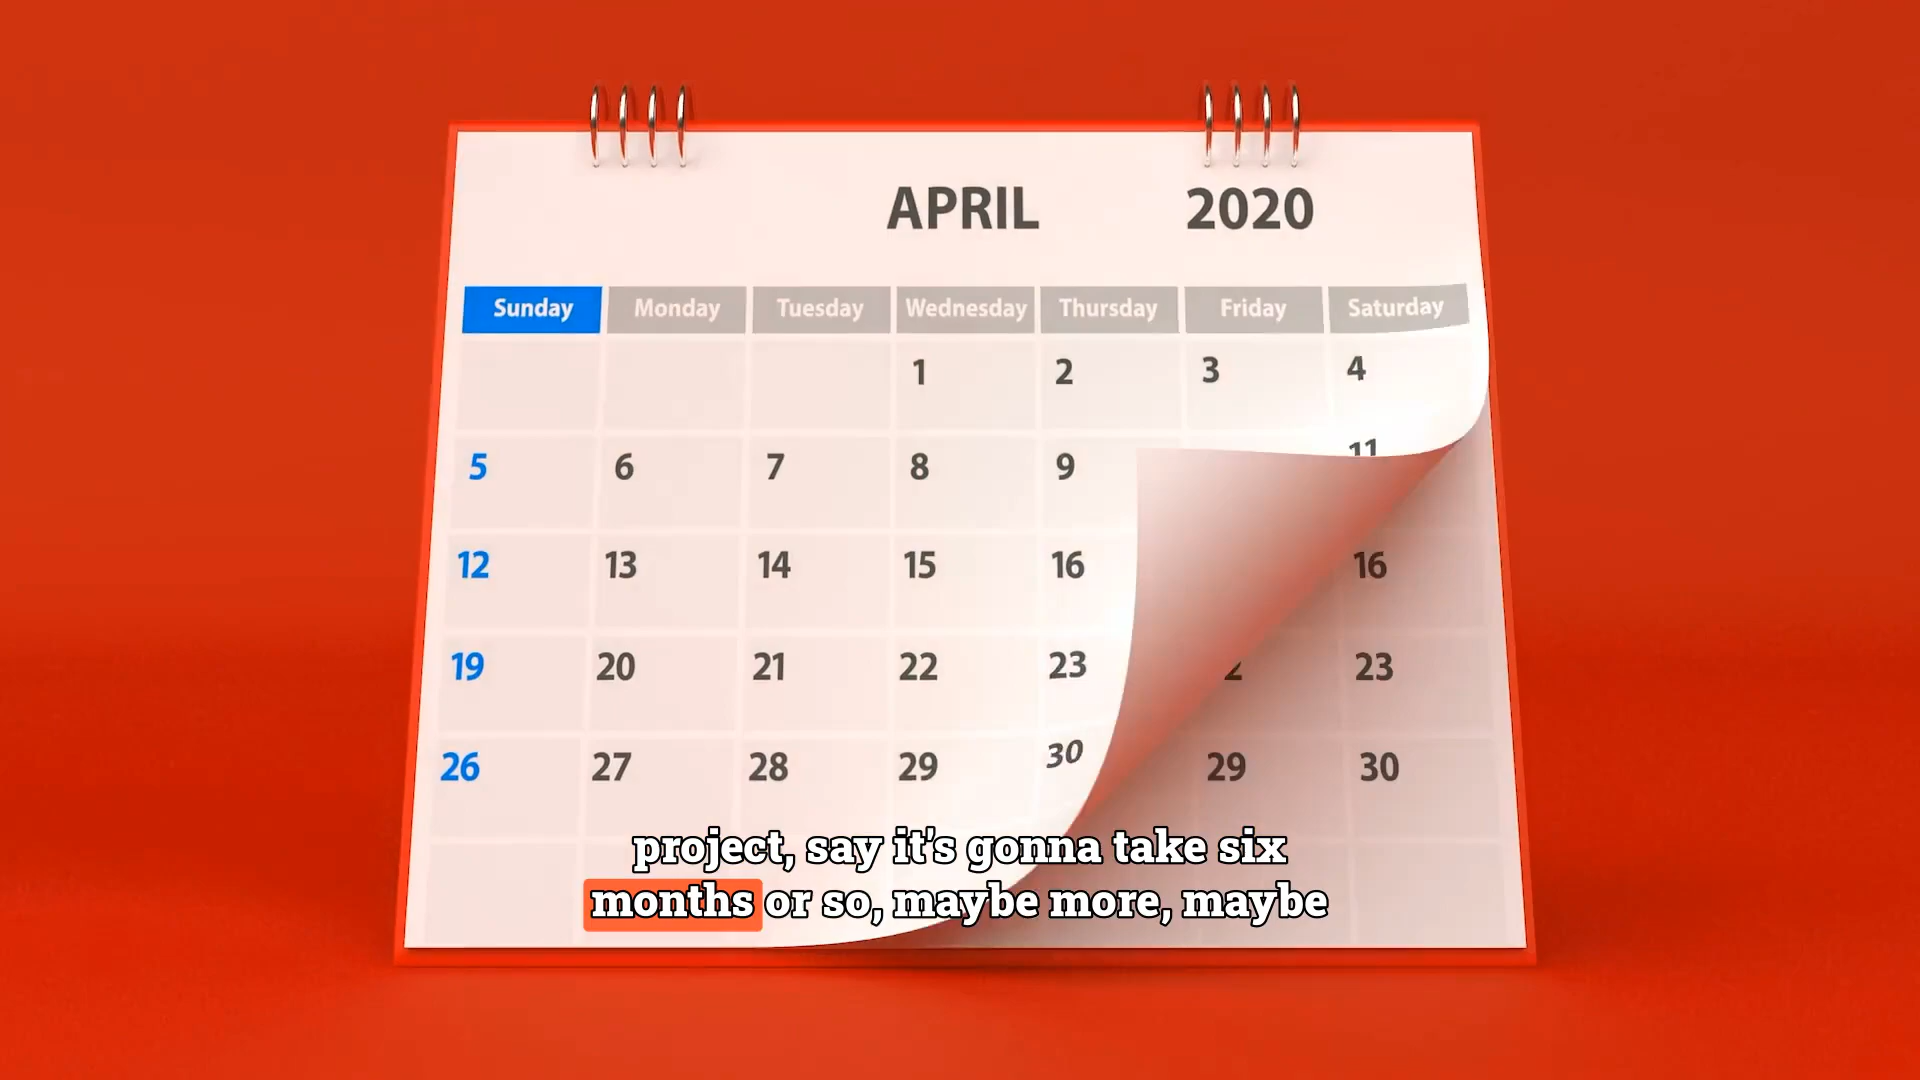 APRIL 2020
Sunday Monday Tuesday Wednesday Thursday Friday Saturday
1 2 3 4
5 6 7 8 9 11
12 13 14 15 16 16
19 20 21 22 23 23
26 27 28 29 30 29 30
project, say it's gonna take six
months or so, maybe more, maybe